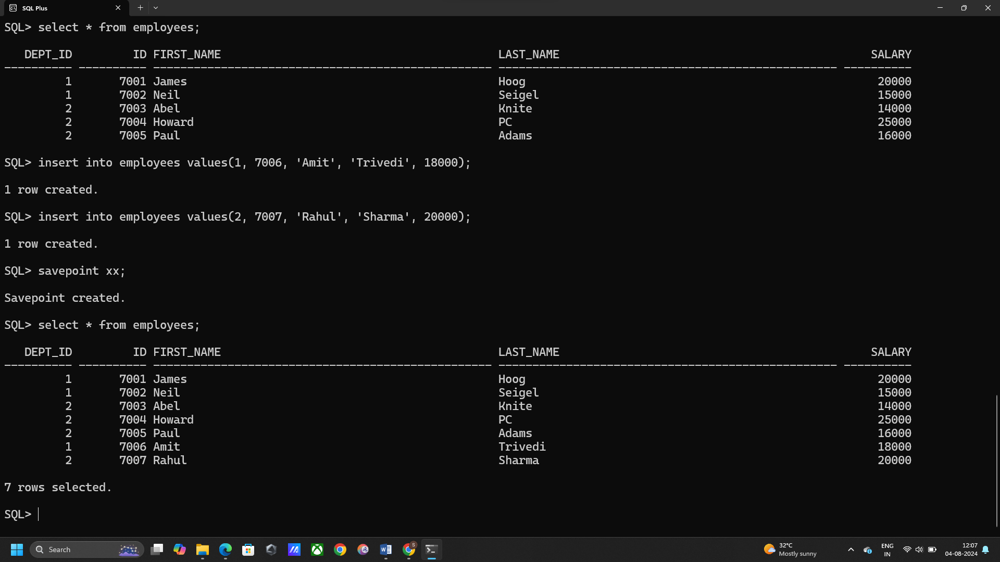 SQL Plus
SQL> select * from employees;
DEPT_ID ID FIRST_NAME LAST_NAME SALARY
---------- ---------- -------------------------------------------------- -------------------------------------------------- ----------
1 7001 James Hoog 20000
1 7002 Neil Seigel 15000
2 7003 Abel Knite 14000
2 7004 Howard PC 25000
2 7005 Paul Adams 16000
SQL> insert into employees values(1, 7006, 'Amit', 'Trivedi', 18000);
1 row created.
SQL> insert into employees values(2, 7007, 'Rahul', 'Sharma', 20000);
1 row created.
SQL> savepoint xx;
Savepoint created.
SQL> select * from employees;
DEPT_ID ID FIRST_NAME LAST_NAME SALARY
---------- ---------- -------------------------------------------------- -------------------------------------------------- ----------
1 7001 James Hoog 20000
1 7002 Neil Seigel 15000
2 7003 Abel Knite 14000
2 7004 Howard PC 25000
2 7005 Paul Adams 16000
1 7006 Amit Trivedi 18000
2 7007 Rahul Sharma 20000
7 rows selected.
SQL>
Search
32°C
Mostly sunny
ENG
IN
12:07
04-08-2024